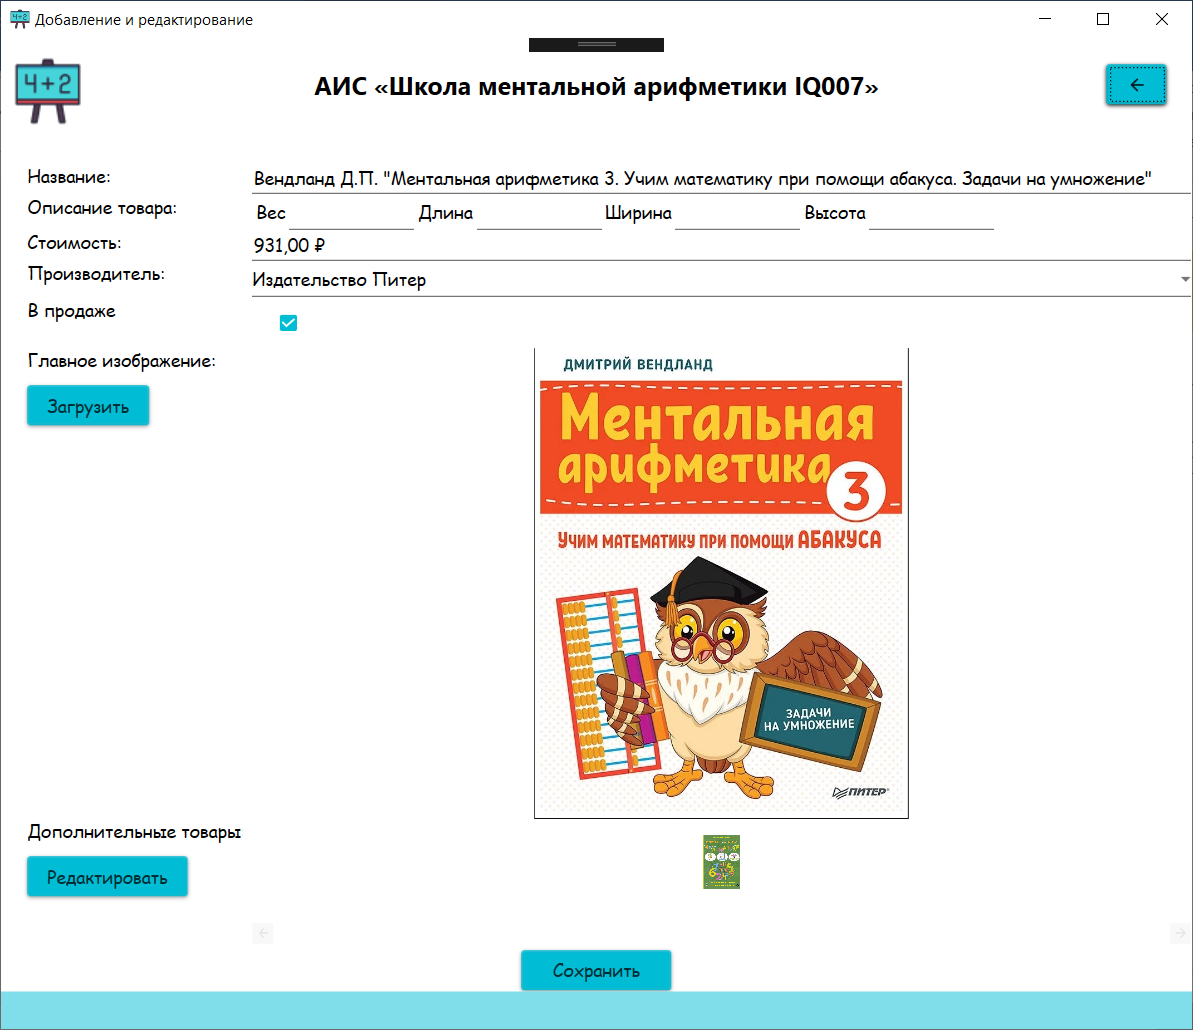 Добавление и редактирование
4+2
АИС «Школа ментальной арифметики IQ007»
Название:
Вендланд Д.П. "Ментальная арифметика 3. Учим математику при помощи абакуса. Задачи на умножение"
Описание товара:
Вес Длина Ширина Высота
Стоимость:
931,00 ₽
Производитель:
Издательство Питер
В продаже
Главное изображение:
Загрузить
ДМИТРИЙ ВЕНДЛАНД
Ментальная
арифметика
3
УЧИМ МАТЕМАТИКУ ПРИ ПОМОЩИ АБАКУСА
ЗАДАЧИ
НА УМНОЖЕНИЕ
ПИТЕР
Дополнительные товары
Редактировать
Сохранить